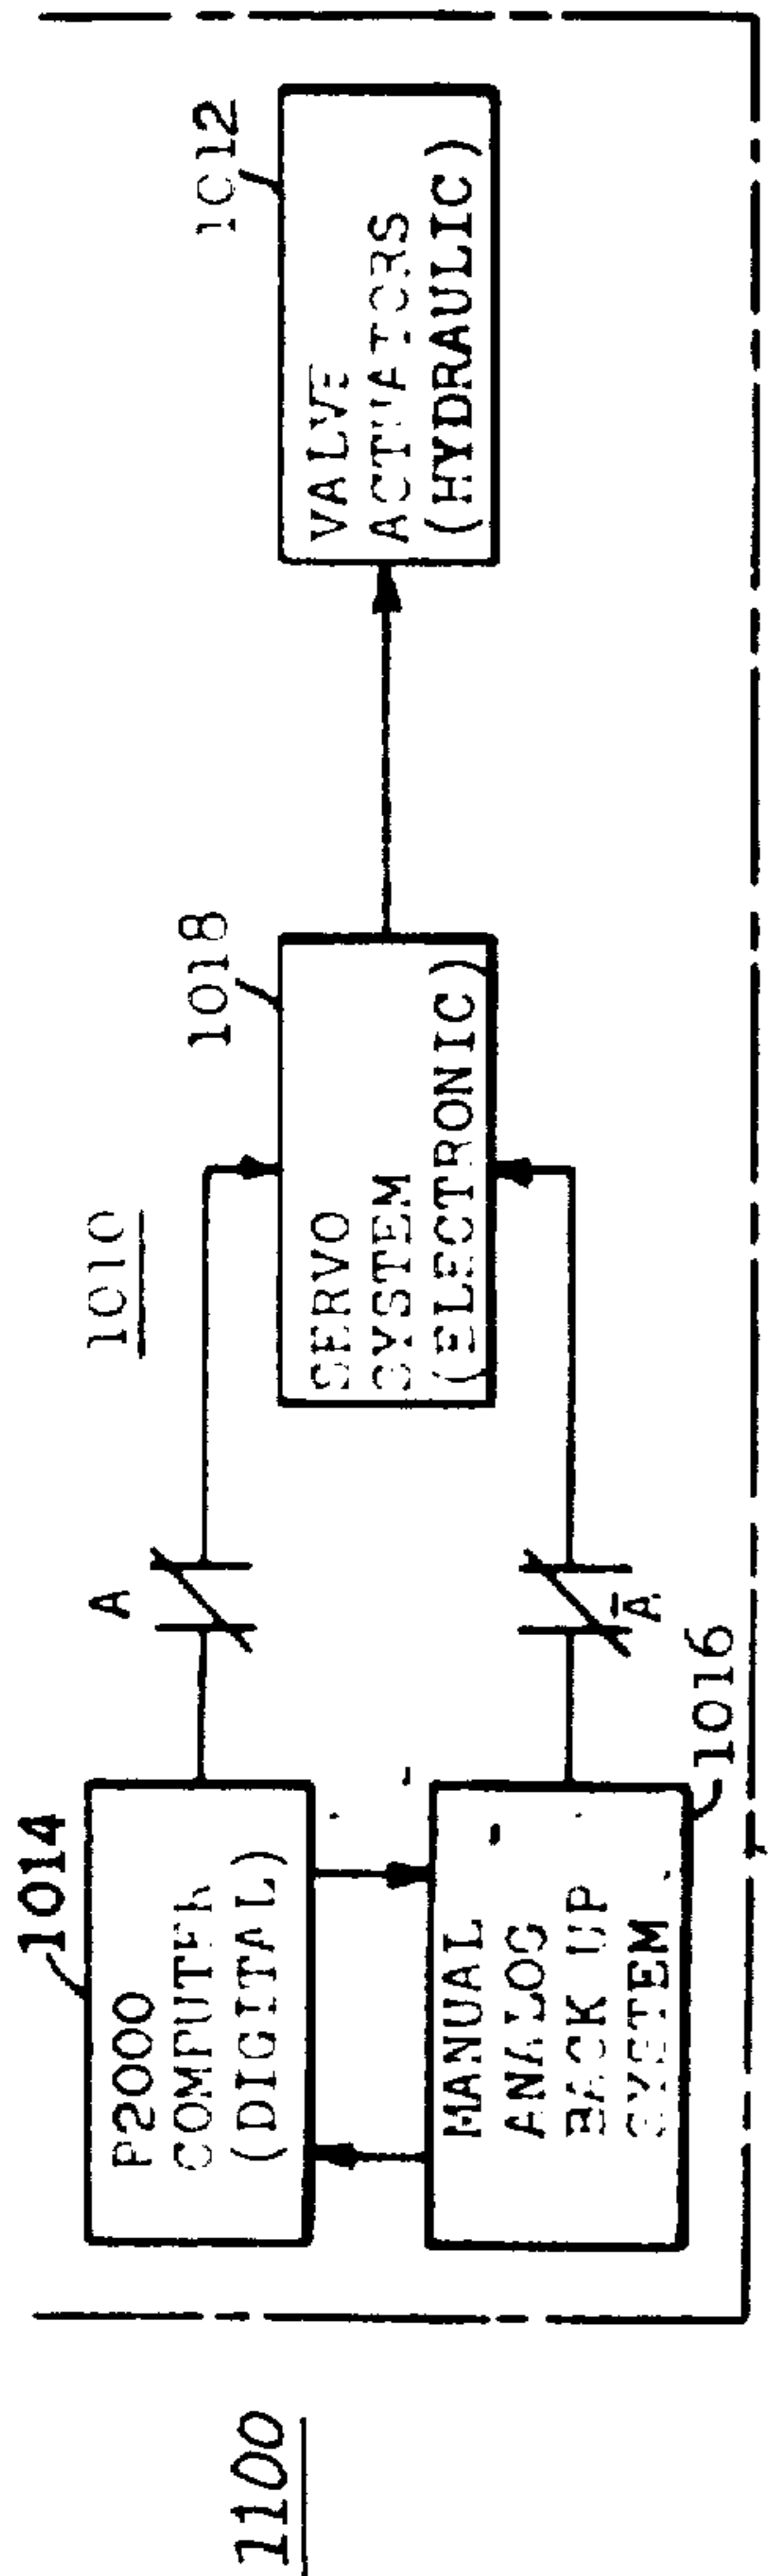 1100
1010
1014
P2000
COMPUTER
(DIGITAL)
A
MANUAL
ANALOG
BACK UP
SYSTEM
1016
Ā
1018
SERVO
SYSTEM
(ELECTRONIC)
1012
VALVE
ACTUATORS
(HYDRAULIC)